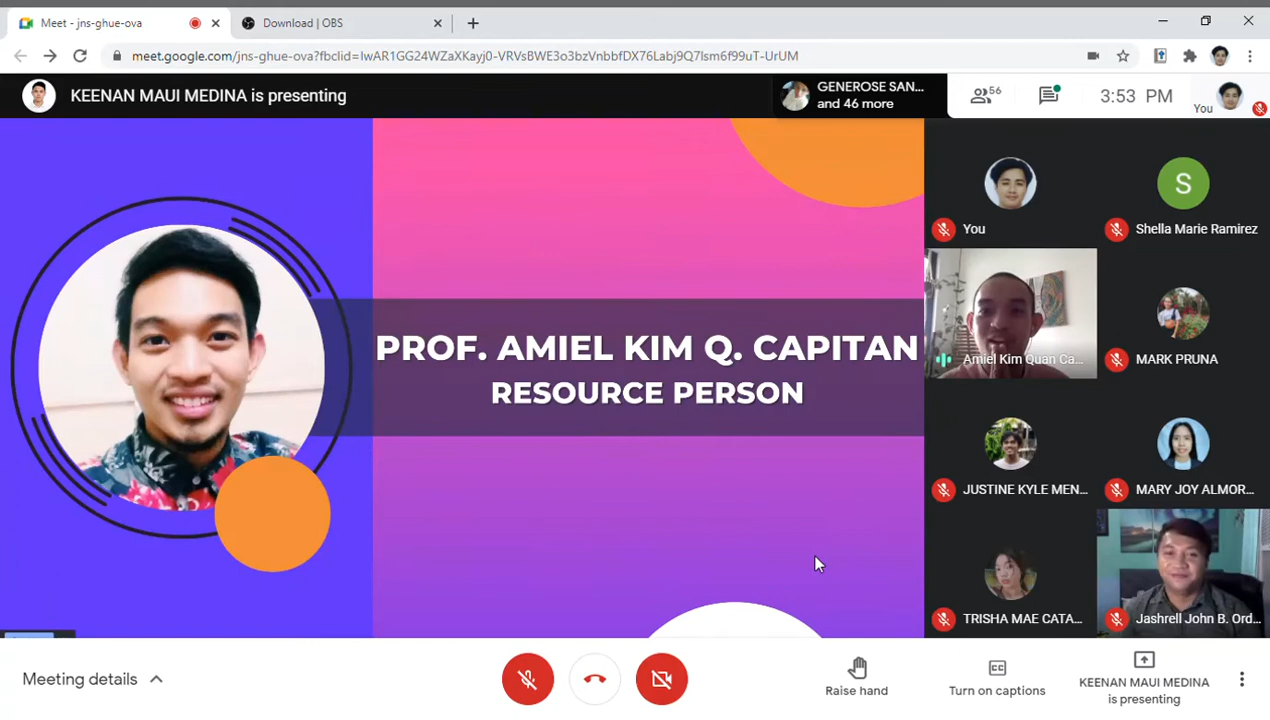 Meet - jns-ghue-ova
Download | OBS
meet.google.com/jns-ghue-ova?fbclid=IwAR1GG24WZaXKayj0-VRVsBWE3o3bzVnbbfDX76Labj9Q7lsm6f99uT-UrUM
KEENAN MAUI MEDINA is presenting
GENEROSE SAN...
and 46 more
56
3:53 PM
You
PROF. AMIEL KIM Q. CAPITAN
RESOURCE PERSON
You
S
Shella Marie Ramirez
Amiel Kim Quan Ca...
MARK PRUNA
JUSTINE KYLE MEN...
MARY JOY ALMOR...
TRISHA MAE CATA...
Jashrell John B. Ord...
Meeting details
Raise hand
Turn on captions
KEENAN MAUI MEDINA
is presenting